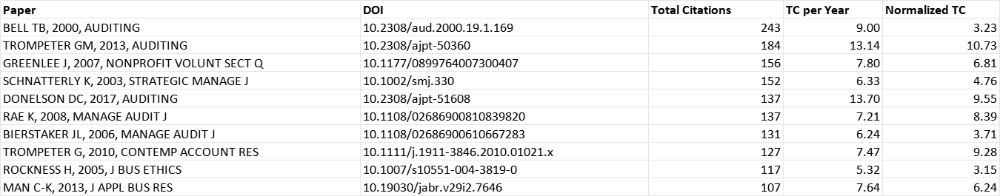 Paper DOI Total Citations TC per Year Normalized TC
BELL TB, 2000, AUDITING 10.2308/aud.2000.19.1.169 243 9.00 3.23
TROMPETER GM, 2013, AUDITING 10.2308/ajpt-50360 184 13.14 10.73
GREENLEE J, 2007, NONPROFIT VOLUNT SECT Q 10.1177/0899764007300407 156 7.80 6.81
SCHNATTERLY K, 2003, STRATEGIC MANAGE J 10.1002/smj.330 152 6.33 4.76
DONELSON DC, 2017, AUDITING 10.2308/ajpt-51608 137 13.70 9.55
RAE K, 2008, MANAGE AUDIT J 10.1108/02686900810839820 137 7.21 8.39
BIERSTAKER JL, 2006, MANAGE AUDIT J 10.1108/02686900610667283 131 6.24 3.71
TROMPETER G, 2010, CONTEMP ACCOUNT RES 10.1111/j.1911-3846.2010.01021.x 127 7.47 9.28
ROCKNESS H, 2005, J BUS ETHICS 10.1007/s10551-004-3819-0 117 5.32 3.15
MAN C-K, 2013, J APPL BUS RES 10.19030/jabr.v29i2.7646 107 7.64 6.24